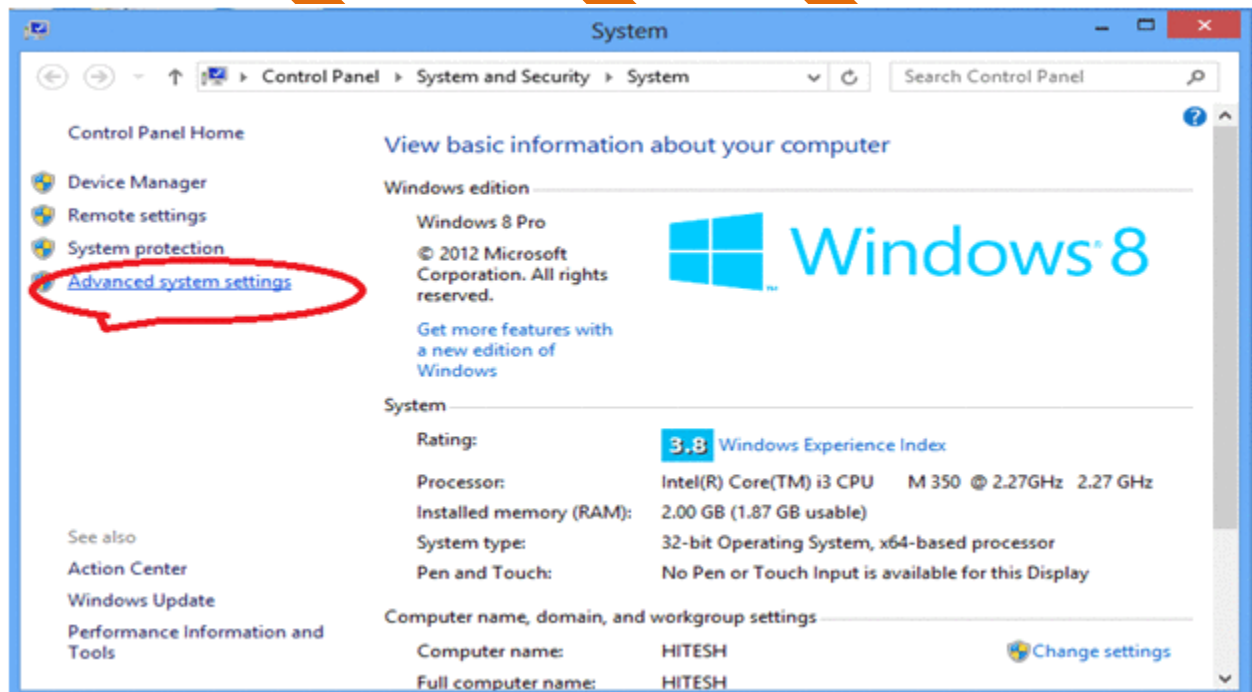 System
Control Panel ▸ System and Security ▸ System
Search Control Panel
Control Panel Home
Device Manager
Remote settings
System protection
Advanced system settings
See also
Action Center
Windows Update
Performance Information and
Tools
View basic information about your computer
Windows edition
Windows 8 Pro
© 2012 Microsoft
Corporation. All rights
reserved.
Get more features with
a new edition of
Windows
Windows 8
System
Rating: 3.8 Windows Experience Index
Processor: Intel(R) Core(TM) i3 CPU M 350 @ 2.27GHz 2.27 GHz
Installed memory (RAM): 2.00 GB (1.87 GB usable)
System type: 32-bit Operating System, x64-based processor
Pen and Touch: No Pen or Touch Input is available for this Display
Computer name, domain, and workgroup settings
Computer name: HITESH Change settings
Full computer name: HITESH